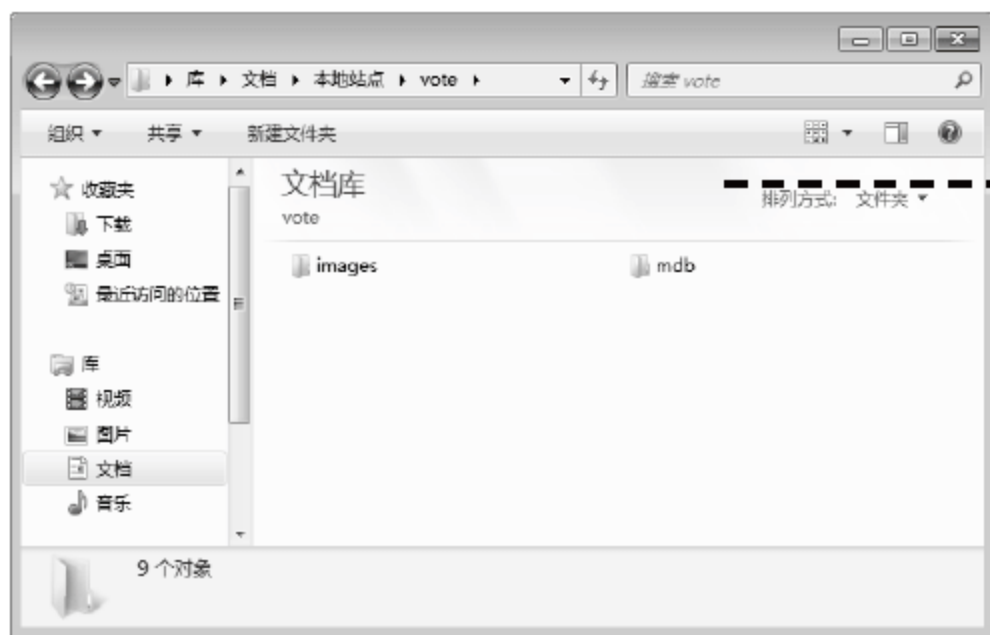 库 文档 本地站点 vote
搜索 vote
组织 共享 新建文件夹
收藏夹
下载
桌面
最近访问的位置
库
视频
图片
文档
音乐
文档库
vote
排列方式: 文件夹
images mdb
9 个对象